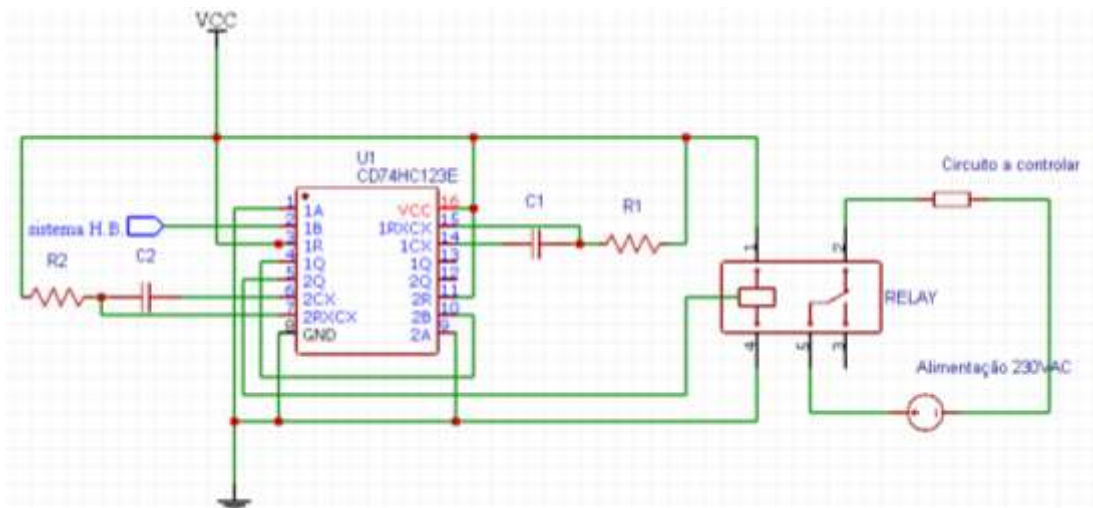 VCC
U1
CD74HC123E
1
1A
2
1B
3
1R
4
1Q
5
2Q
6
2CX
7
2RXCX
8
GND
16
VCC
15
1RXCX
14
1CX
13
1Q
12
2Q
11
2R
10
2B
9
2A
sistema H.B.
R2
C2
C1
R1
1
2
4
5
3
RELAY
Circuito a controlar
Alimentação 230VAC